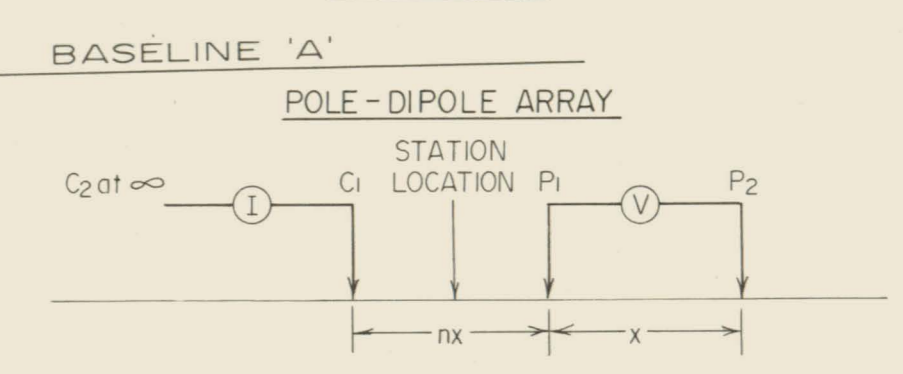 BASELINE 'A'
POLE-DIPOLE ARRAY
STATION
C2 at ∞ C1 LOCATION P1 P2
I V
nx x